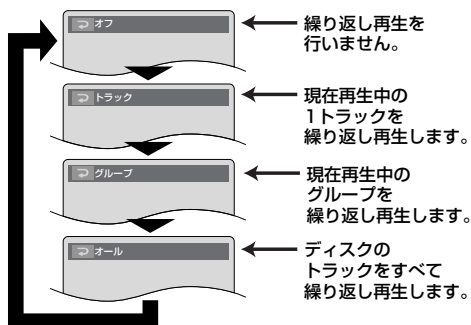 オフ
繰り返し再生を
行いません。
トラック
現在再生中の
1トラックを
繰り返し再生します。
グループ
現在再生中の
グループを
繰り返し再生します。
オール
ディスクの
トラックをすべて
繰り返し再生します。